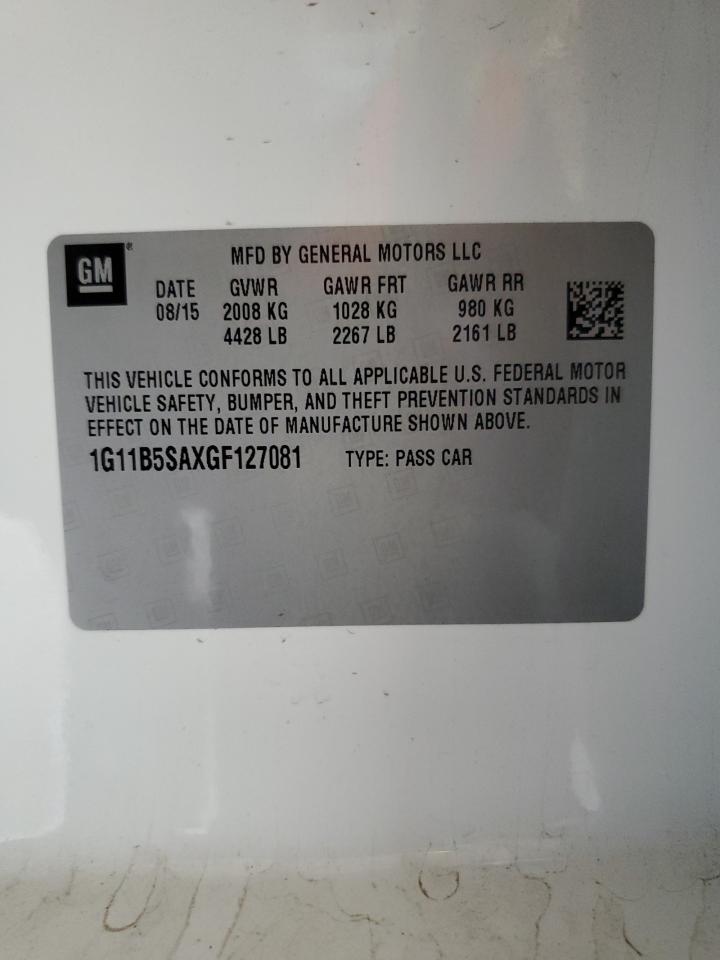 GM®
MFD BY GENERAL MOTORS LLC
DATE GVWR GAWR FRT GAWR RR
08/15 2008 KG 1028 KG 980 KG
4428 LB 2267 LB 2161 LB
THIS VEHICLE CONFORMS TO ALL APPLICABLE U.S. FEDERAL MOTOR
VEHICLE SAFETY, BUMPER, AND THEFT PREVENTION STANDARDS IN
EFFECT ON THE DATE OF MANUFACTURE SHOWN ABOVE.
1G11B5SAXGF127081 TYPE: PASS CAR